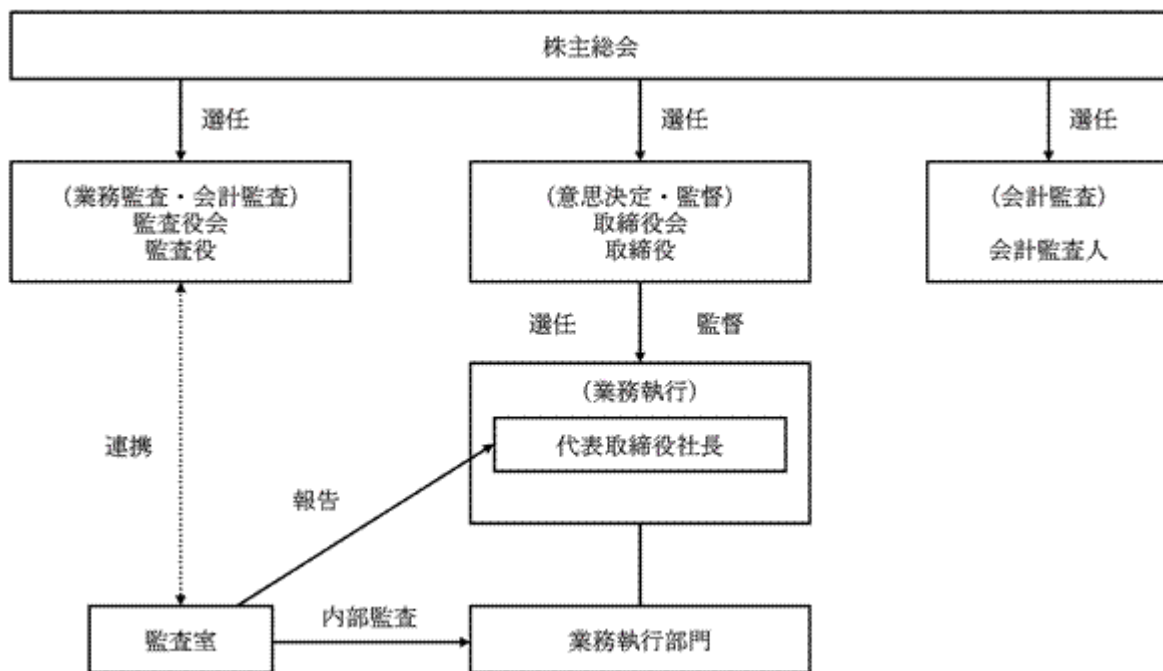 株主総会
選任
選任
選任
(業務監査・会計監査)
監査役会
監査役
(意思決定・監督)
取締役会
取締役
(会計監査)
会計監査人
選任
監督
(業務執行)
代表取締役社長
連携
報告
監査室
内部監査
業務執行部門